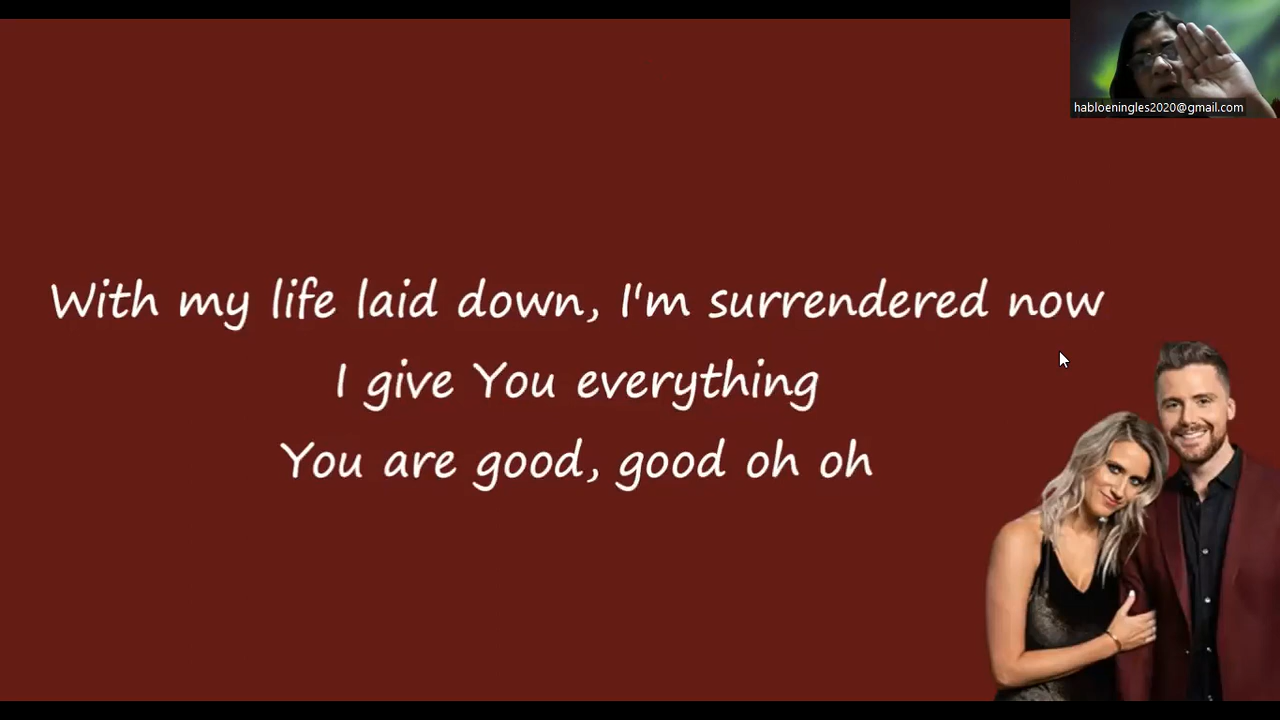 habloeningles2020@gmail.com
With my life laid down, I'm surrendered now
I give You everything
You are good, good oh oh